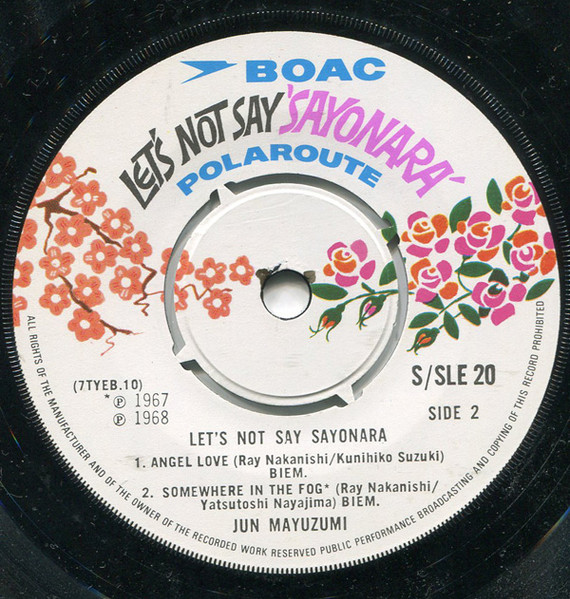 BOAC
LET'S NOT SAY 'SAYONARA'
POLAROUTE
S/SLE 20
SIDE 2
(7TYEB.10)
* ℗ 1967
℗ 1968
LET'S NOT SAY SAYONARA
1. ANGEL LOVE (Ray Nakanishi/Kunihiko Suzuki)
BIEM.
2. SOMEWHERE IN THE FOG* (Ray Nakanishi/
Yatsutoshi Nayajima) BIEM.
JUN MAYUZUMI
ALL RIGHTS OF THE MANUFACTURER AND OF THE OWNER OF THE RECORDED WORK RESERVED PUBLIC PERFORMANCE BROADCASTING AND COPYING OF THIS RECORD PROHIBITED